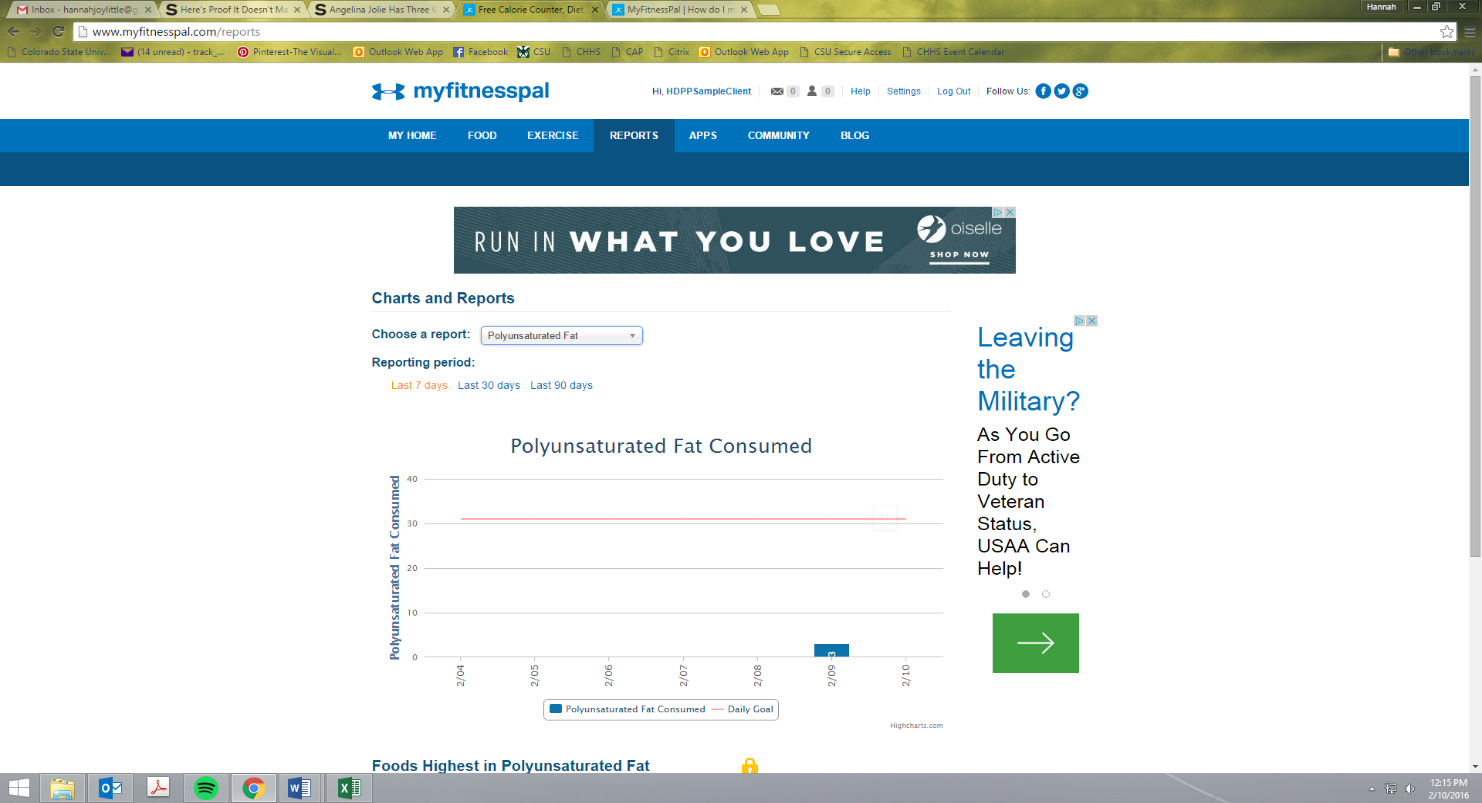 Inbox - hannahjoylittle@g
Here's Proof It Doesn't Ma
Angelina Jolie Has Three
Free Calorie Counter, Diet
MyFitnessPal | How do I m
Hannah
www.myfitnesspal.com/reports
Colorado State Univ...
(14 unread) - track_...
Pinterest-The Visual...
Outlook Web App
Facebook
CSU
CHHS
CAP
Citrix
Outlook Web App
CSU Secure Access
CHHS Event Calendar
Other bookmarks
myfitnesspal
Hi, HDPPSampleClient
0
0
Help
Settings
Log Out
Follow Us:
MY HOME
FOOD
EXERCISE
REPORTS
APPS
COMMUNITY
BLOG
RUN IN WHAT YOU LOVE
oiselle
SHOP NOW
Charts and Reports
Choose a report:
Polyunsaturated Fat
Reporting period:
Last 7 days
Last 30 days
Last 90 days
Polyunsaturated Fat Consumed
Polyunsaturated Fat Consumed
40
30
20
10
0
3
2/04
2/05
2/06
2/07
2/08
2/09
2/10
Polyunsaturated Fat Consumed
Daily Goal
Highcharts.com
Foods Highest in Polyunsaturated Fat
Leaving
the
Military?
As You Go
From Active
Duty to
Veteran
Status,
USAA Can
Help!
12:15 PM
2/10/2016